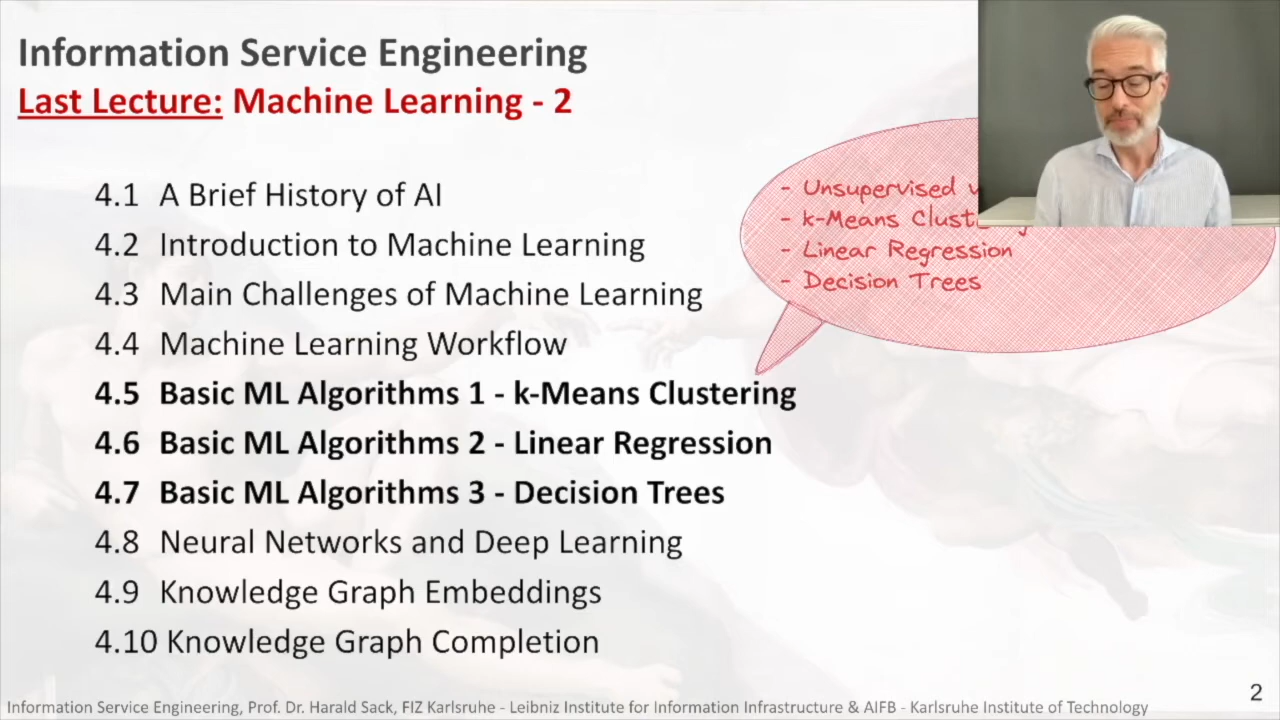 Information Service Engineering
Last Lecture: Machine Learning - 2
- Unsupervised
- k-Means
- Linear Regression
- Decision Trees
4.1 A Brief History of AI
4.2 Introduction to Machine Learning
4.3 Main Challenges of Machine Learning
4.4 Machine Learning Workflow
4.5 Basic ML Algorithms 1 - k-Means Clustering
4.6 Basic ML Algorithms 2 - Linear Regression
4.7 Basic ML Algorithms 3 - Decision Trees
4.8 Neural Networks and Deep Learning
4.9 Knowledge Graph Embeddings
4.10 Knowledge Graph Completion
2
Information Service Engineering, Prof. Dr. Harald Sack, FIZ Karlsruhe - Leibniz Institute for Information Infrastructure & AIFB - Karlsruhe Institute of Technology